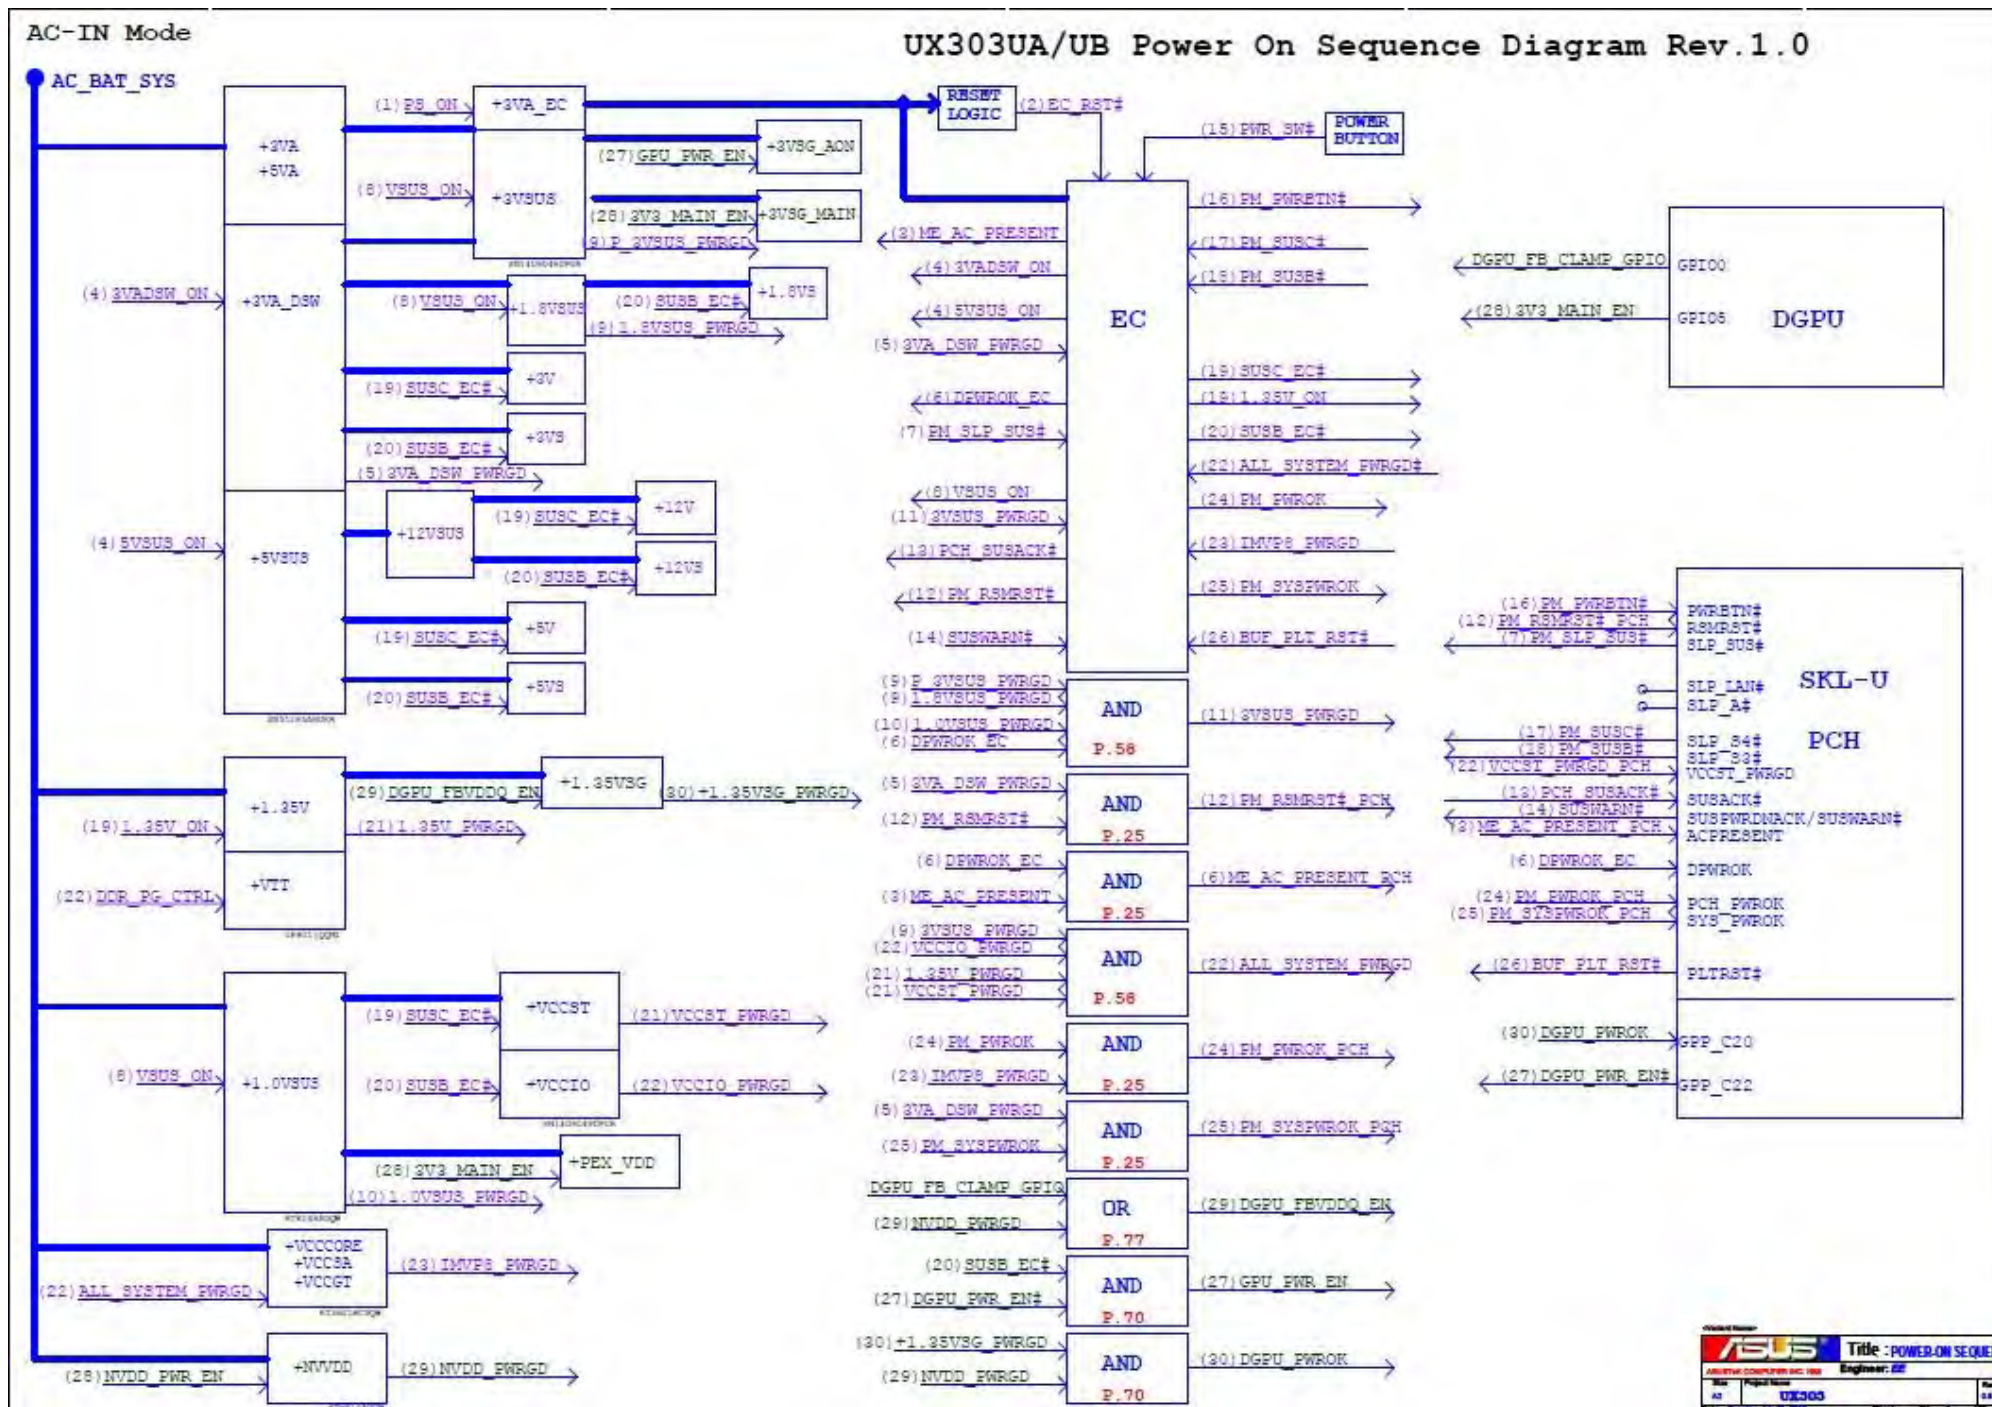 AC-IN Mode
UX303UA/UB Power On Sequence Diagram Rev.1.0
AC_BAT_SYS
+3VA
+5VA
(1)PS_ON
+3VA_EC
RESET
LOGIC
(2)EC_RST#
(15)PWR_SW#
POWER
BUTTON
(27)GPU_PWR_EN
+3VSG_AON
(8)VSUS_ON
+3VSUS
(28)3V3_MAIN_EN
+3VSG_MAIN
(9)P_3VSUS_PWRGD
(4)3VADSW_ON
+3VA_DSW
(8)VSUS_ON
+1.8VSUS
(20)SUSB_EC#
+1.8VS
(9)1.8VSUS_PWRGD
(19)SUSC_EC#
+3V
(20)SUSB_EC#
+3VS
(5)3VA_DSW_PWRGD
(4)5VSUS_ON
+5VSUS
+12VSUS
(19)SUSC_EC#
+12V
(20)SUSB_EC#
+12VS
(19)SUSC_EC#
+5V
(20)SUSB_EC#
+5VS
+1.35V
(19)1.35V_ON
(29)DGPU_FBVDDQ_EN
+1.35VSG
(30)+1.35VSG_PWRGD
(21)1.35V_PWRGD
+VTT
(22)DDR_PG_CTRL
(8)VSUS_ON
+1.0VSUS
(19)SUSC_EC#
+VCCST
(21)VCCST_PWRGD
(20)SUSB_EC#
+VCCIO
(22)VCCIO_PWRGD
(28)3V3_MAIN_EN
+PEX_VDD
(10)1.0VSUS_PWRGD
+VCCCORE
+VCCSA
+VCCGT
(22)ALL_SYSTEM_PWRGD
(23)IMVP8_PWRGD
+NVVDD
(28)NVDD_PWR_EN
(29)NVDD_PWRGD
EC
(3)ME_AC_PRESENT
(4)3VADSW_ON
(4)5VSUS_ON
(5)3VA_DSW_PWRGD
(6)DPWROK_EC
(7)PM_SLP_SUS#
(8)VSUS_ON
(11)3VSUS_PWRGD
(13)PCH_SUSACK#
(12)PM_RSMRST#
(14)SUSWARN#
(16)PM_PWRBTN#
(17)PM_SUSC#
(18)PM_SUSB#
(19)SUSC_EC#
(19)1.35V_ON
(20)SUSB_EC#
(22)ALL_SYSTEM_PWRGD#
(24)PM_PWROK
(23)IMVP8_PWRGD
(25)PM_SYSPWROK
(26)BUF_PLT_RST#
(9)P_3VSUS_PWRGD
(9)1.8VSUS_PWRGD
(10)1.0VSUS_PWRGD
(6)DPWROK_EC
AND
P.58
(11)3VSUS_PWRGD
(5)3VA_DSW_PWRGD
(12)PM_RSMRST#
AND
P.25
(12)PM_RSMRST#_PCH
(6)DPWROK_EC
(3)ME_AC_PRESENT
AND
P.25
(6)ME_AC_PRESENT_PCH
(9)3VSUS_PWRGD
(22)VCCIO_PWRGD
(21)1.35V_PWRGD
(21)VCCST_PWRGD
AND
P.58
(22)ALL_SYSTEM_PWRGD
(24)PM_PWROK
(23)IMVP8_PWRGD
AND
P.25
(24)PM_PWROK_PCH
(5)3VA_DSW_PWRGD
(25)PM_SYSPWROK
AND
P.25
(25)PM_SYSPWROK_PCH
DGPU_FB_CLAMP_GPIO
(29)NVDD_PWRGD
OR
P.77
(29)DGPU_FBVDDQ_EN
(20)SUSB_EC#
(27)DGPU_PWR_EN#
AND
P.70
(27)GPU_PWR_EN
(30)+1.35VSG_PWRGD
(29)NVDD_PWRGD
AND
P.70
(30)DGPU_PWROK
DGPU_FB_CLAMP_GPIO
GPIO0
(28)3V3_MAIN_EN
GPIO5
DGPU
SKL-U
PCH
(16)PM_PWRBTN#
PWRBTN#
(12)PM_RSMRST#_PCH
RSMRST#
(7)PM_SLP_SUS#
SLP_SUS#
SLP_LAN#
SLP_A#
(17)PM_SUSC#
SLP_S4#
(18)PM_SUSB#
SLP_S3#
(22)VCCST_PWRGD_PCH
VCCST_PWRGD
(13)PCH_SUSACK#
SUSACK#
(14)SUSWARN#
SUSPWRDNACK/SUSWARN#
(3)ME_AC_PRESENT_PCH
ACPRESENT
(6)DPWROK_EC
DPWROK
(24)PM_PWROK_PCH
PCH_PWROK
(25)PM_SYSPWROK_PCH
SYS_PWROK
(26)BUF_PLT_RST#
PLTRST#
(30)DGPU_PWROK
GPP_C20
(27)DGPU_PWR_EN#
GPP_C22
ASUS
Title : POWER-ON SEQUE
ASUSTEK COMPUTER INC.
Engineer: EE
Size
A3
Project Name
UX303